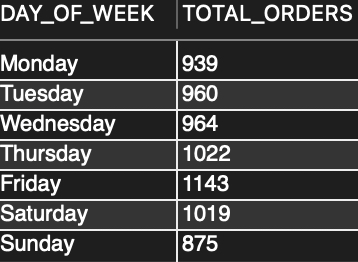 DAY_OF_WEEK TOTAL_ORDERS
Monday 939
Tuesday 960
Wednesday 964
Thursday 1022
Friday 1143
Saturday 1019
Sunday 875